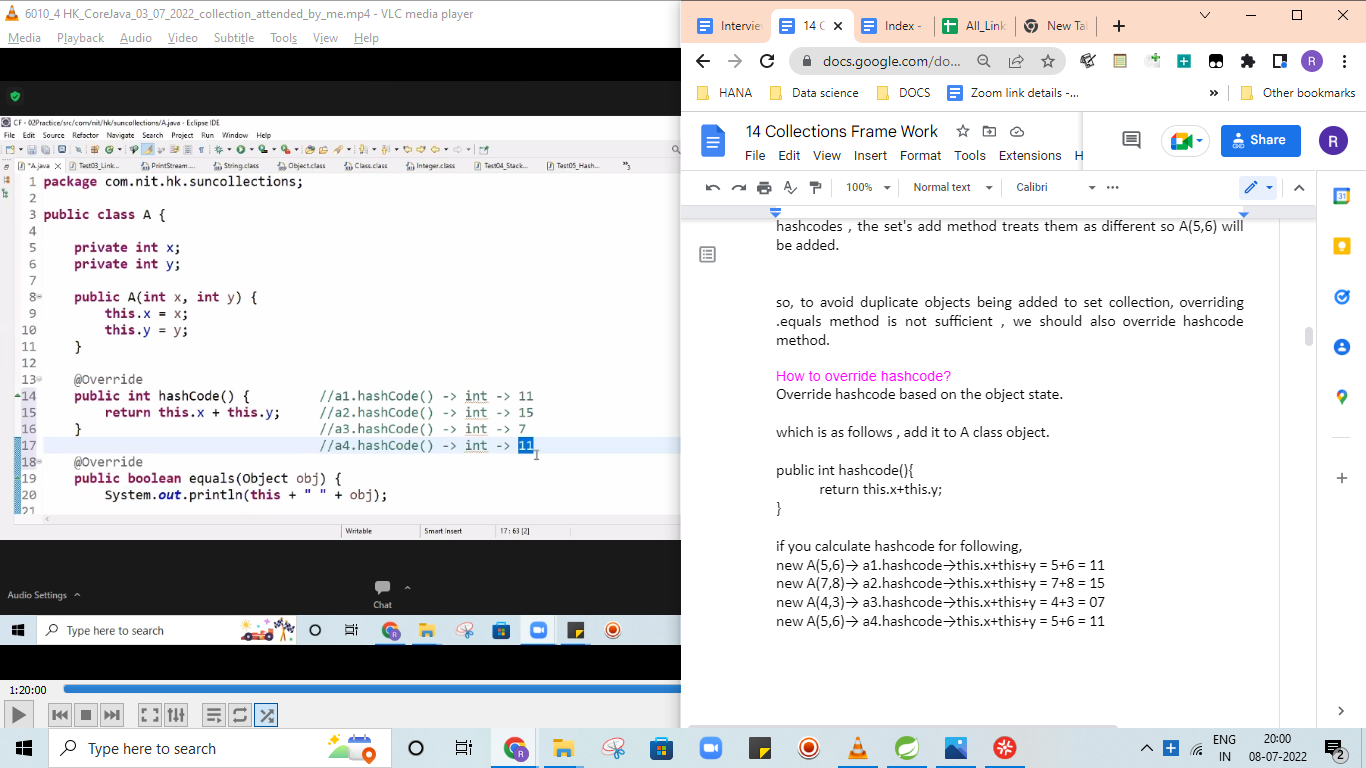 6010_4 HK_CoreJava_03_07_2022_collection_attended_by_me.mp4 - VLC media player
Media Playback Audio Video Subtitle Tools View Help
CF - 02Practice/src/com/nit/hk/suncollections/A.java - Eclipse IDE
File Edit Source Refactor Navigate Search Project Run Window Help
*A.java Test03_Link... PrintStream.... String.class Object.class Class.class Integer.class Test04_Stack... Test05_Hash...
1 package com.nit.hk.suncollections;
2
3 public class A {
4
5 private int x;
6 private int y;
7
8 public A(int x, int y) {
9 this.x = x;
10 this.y = y;
11 }
12
13 @Override
14 public int hashCode() { //a1.hashCode() -> int -> 11
15 return this.x + this.y; //a2.hashCode() -> int -> 15
16 } //a3.hashCode() -> int -> 7
17 //a4.hashCode() -> int -> 11
18 @Override
19 public boolean equals(Object obj) {
20 System.out.println(this + " " + obj);
21
Writable Smart Insert 17 : 63 [2]
Audio Settings
Chat
Type here to search
1:20:00
Interview
14 C
Index -
All_Link
New Tab
docs.google.com/do...
R
HANA Data science DOCS Zoom link details -... » Other bookmarks
14 Collections Frame Work
File Edit View Insert Format Tools Extensions H
Share
R
100% Normal text Calibri
31
hashcodes , the set's add method treats them as different so A(5,6) will
be added.
so, to avoid duplicate objects being added to set collection, overriding
.equals method is not sufficient , we should also override hashcode
method.
How to override hashcode?
Override hashcode based on the object state.
which is as follows , add it to A class object.
public int hashcode(){
return this.x+this.y;
}
if you calculate hashcode for following,
new A(5,6)→ a1.hashcode→this.x+this+y = 5+6 = 11
new A(7,8)→ a2.hashcode→this.x+this+y = 7+8 = 15
new A(4,3)→ a3.hashcode→this.x+this+y = 4+3 = 07
new A(5,6)→ a4.hashcode→this.x+this+y = 5+6 = 11
Type here to search
ENG
IN
20:00
08-07-2022
2